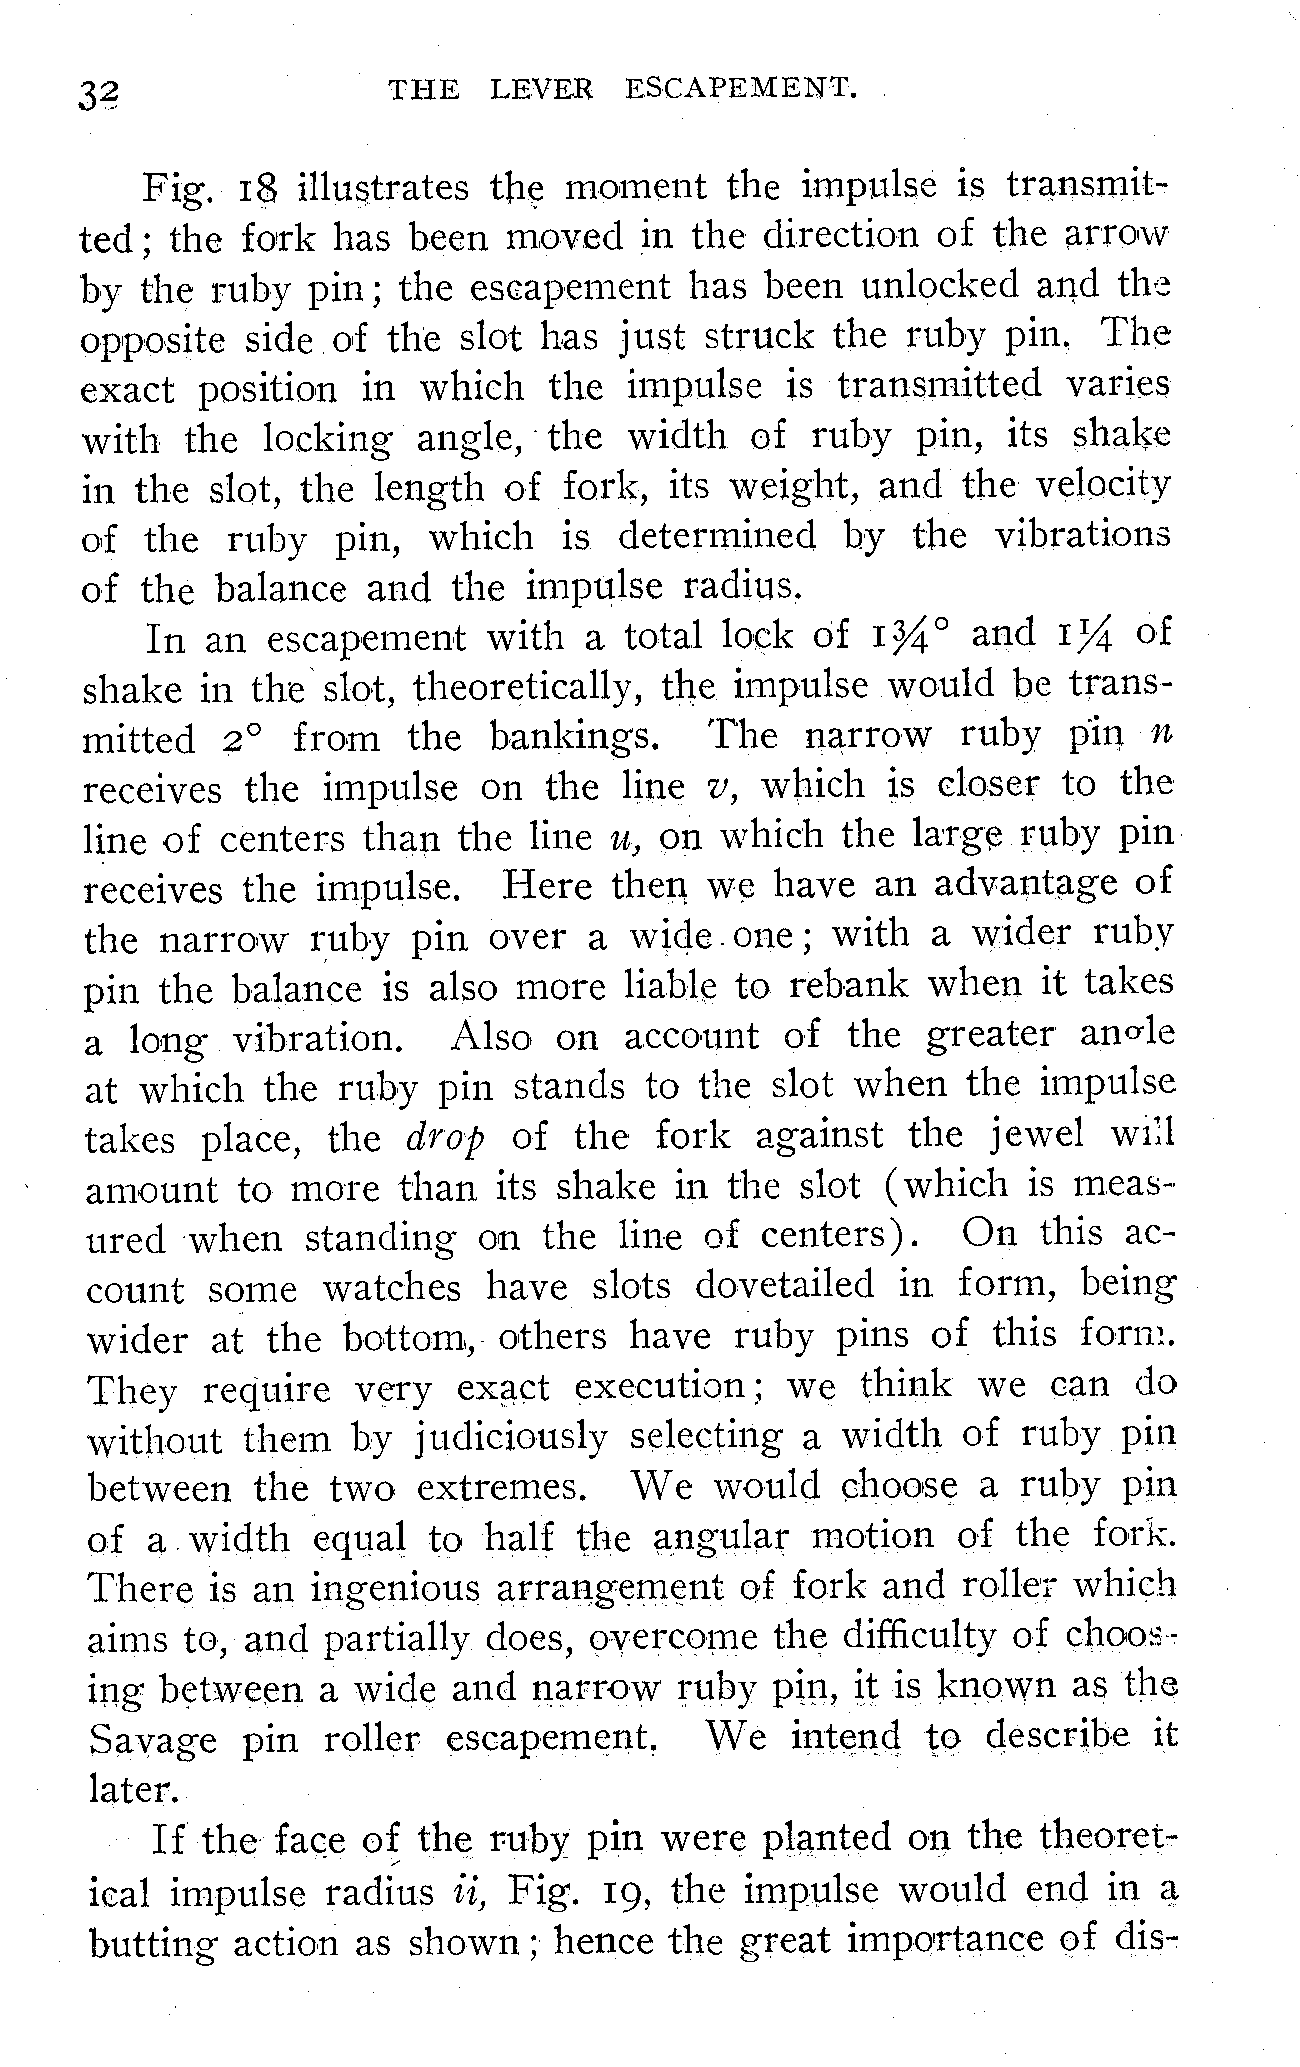 32 THE LEVER ESCAPEMENT.
Fig. 18 illustrates the moment the impulse is transmit-
ted; the fork has been moved in the direction of the arrow
by the ruby pin; the escapement has been unlocked and the
opposite side of the slot has just struck the ruby pin. The
exact position in which the impulse is transmitted varies
with the locking angle, the width of ruby pin, its shake
in the slot, the length of fork, its weight, and the velocity
of the ruby pin, which is determined by the vibrations
of the balance and the impulse radius.
In an escapement with a total lock of 1¾° and 1¼ of
shake in the slot, theoretically, the impulse would be trans-
mitted 2° from the bankings. The narrow ruby pin n
receives the impulse on the line v, which is closer to the
line of centers than the line u, on which the large ruby pin
receives the impulse. Here then we have an advantage of
the narrow ruby pin over a wide one; with a wider ruby
pin the balance is also more liable to rebank when it takes
a long vibration. Also on account of the greater angle
at which the ruby pin stands to the slot when the impulse
takes place, the drop of the fork against the jewel will
amount to more than its shake in the slot (which is meas-
ured when standing on the line of centers). On this ac-
count some watches have slots dovetailed in form, being
wider at the bottom, others have ruby pins of this form.
They require very exact execution; we think we can do
without them by judiciously selecting a width of ruby pin
between the two extremes. We would choose a ruby pin
of a width equal to half the angular motion of the fork.
There is an ingenious arrangement of fork and roller which
aims to, and partially does, overcome the difficulty of choos-
ing between a wide and narrow ruby pin, it is known as the
Savage pin roller escapement. We intend to describe it
later.
If the face of the ruby pin were planted on the theoret-
ical impulse radius ii, Fig. 19, the impulse would end in a
butting action as shown; hence the great importance of dis-